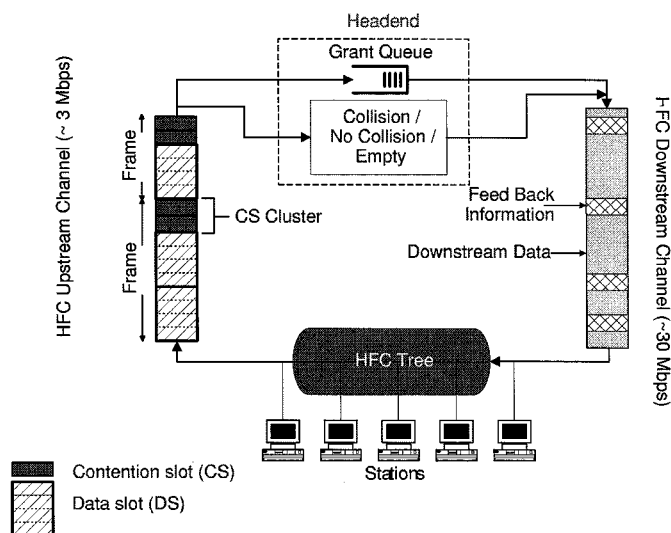 Headend
Grant Queue
Collision /
No Collision /
Empty
HFC Upstream Channel (~ 3 Mbps)
Frame
Frame
CS Cluster
Feed Back
Information
Downstream Data
HFC Downstream Channel (~30 Mbps)
HFC Tree
Stations
Contention slot (CS)
Data slot (DS)